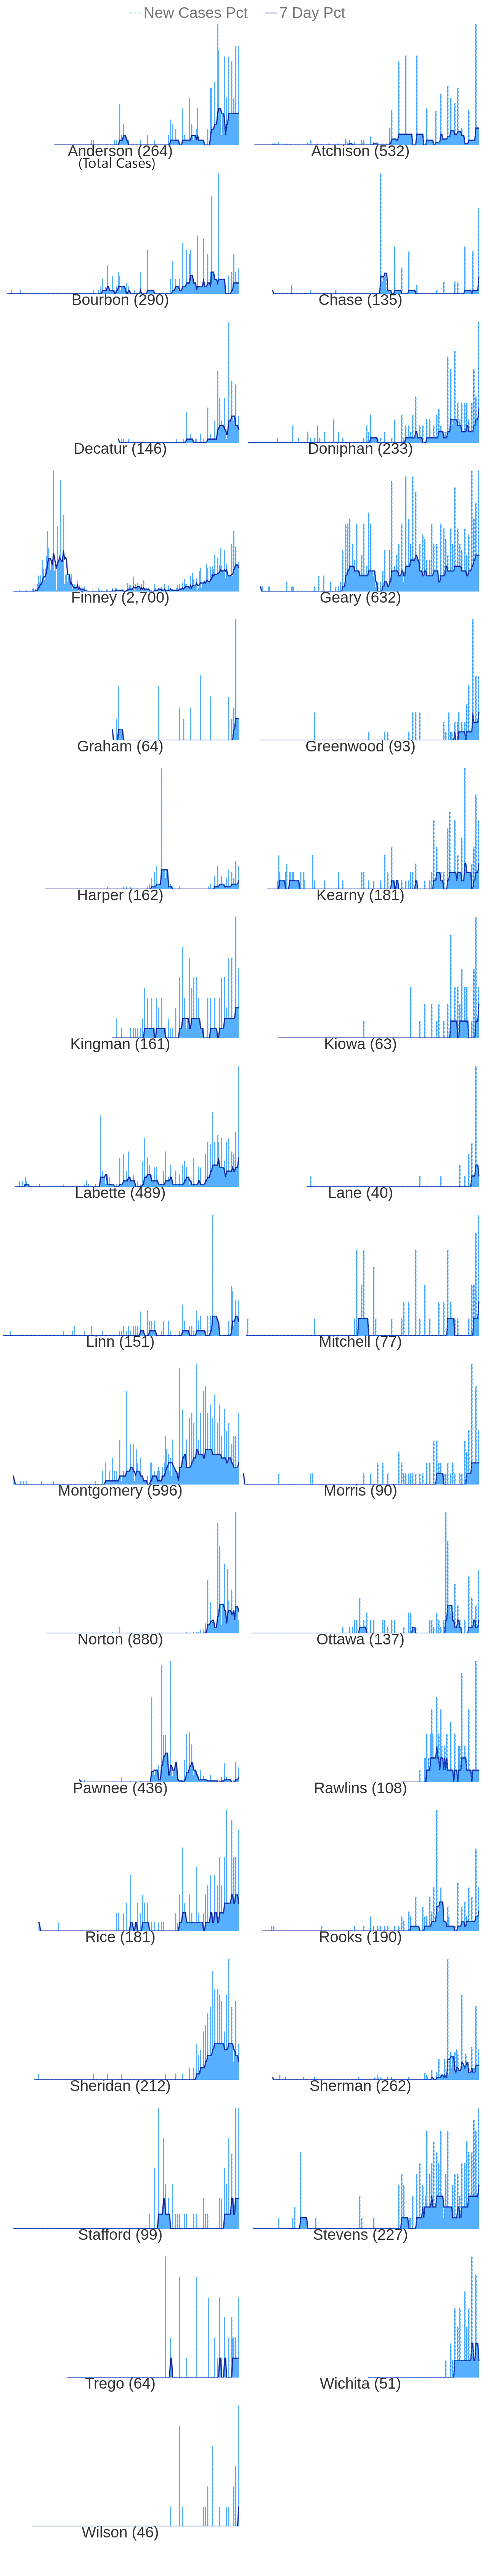 New Cases Pct 7 Day Pct
Anderson (264) Atchison (532)
(Total Cases)
Bourbon (290) Chase (135)
Decatur (146) Doniphan (233)
Finney (2,700) Geary (632)
Graham (64) Greenwood (93)
Harper (162) Kearny (181)
Kingman (161) Kiowa (63)
Labette (489) Lane (40)
Linn (151) Mitchell (77)
Montgomery (596) Morris (90)
Norton (880) Ottawa (137)
Pawnee (436) Rawlins (108)
Rice (181) Rooks (190)
Sheridan (212) Sherman (262)
Stafford (99) Stevens (227)
Trego (64) Wichita (51)
Wilson (46)